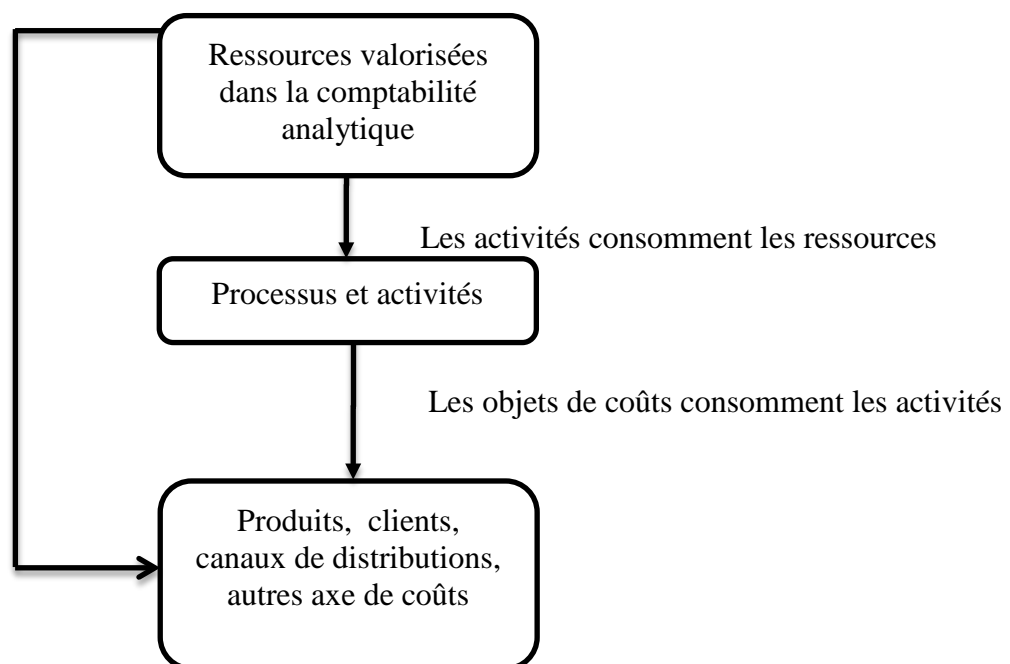 Ressources valorisées
dans la comptabilité
analytique
Les activités consomment les ressources
Processus et activités
Les objets de coûts consomment les activités
Produits, clients,
canaux de distributions,
autres axe de coûts